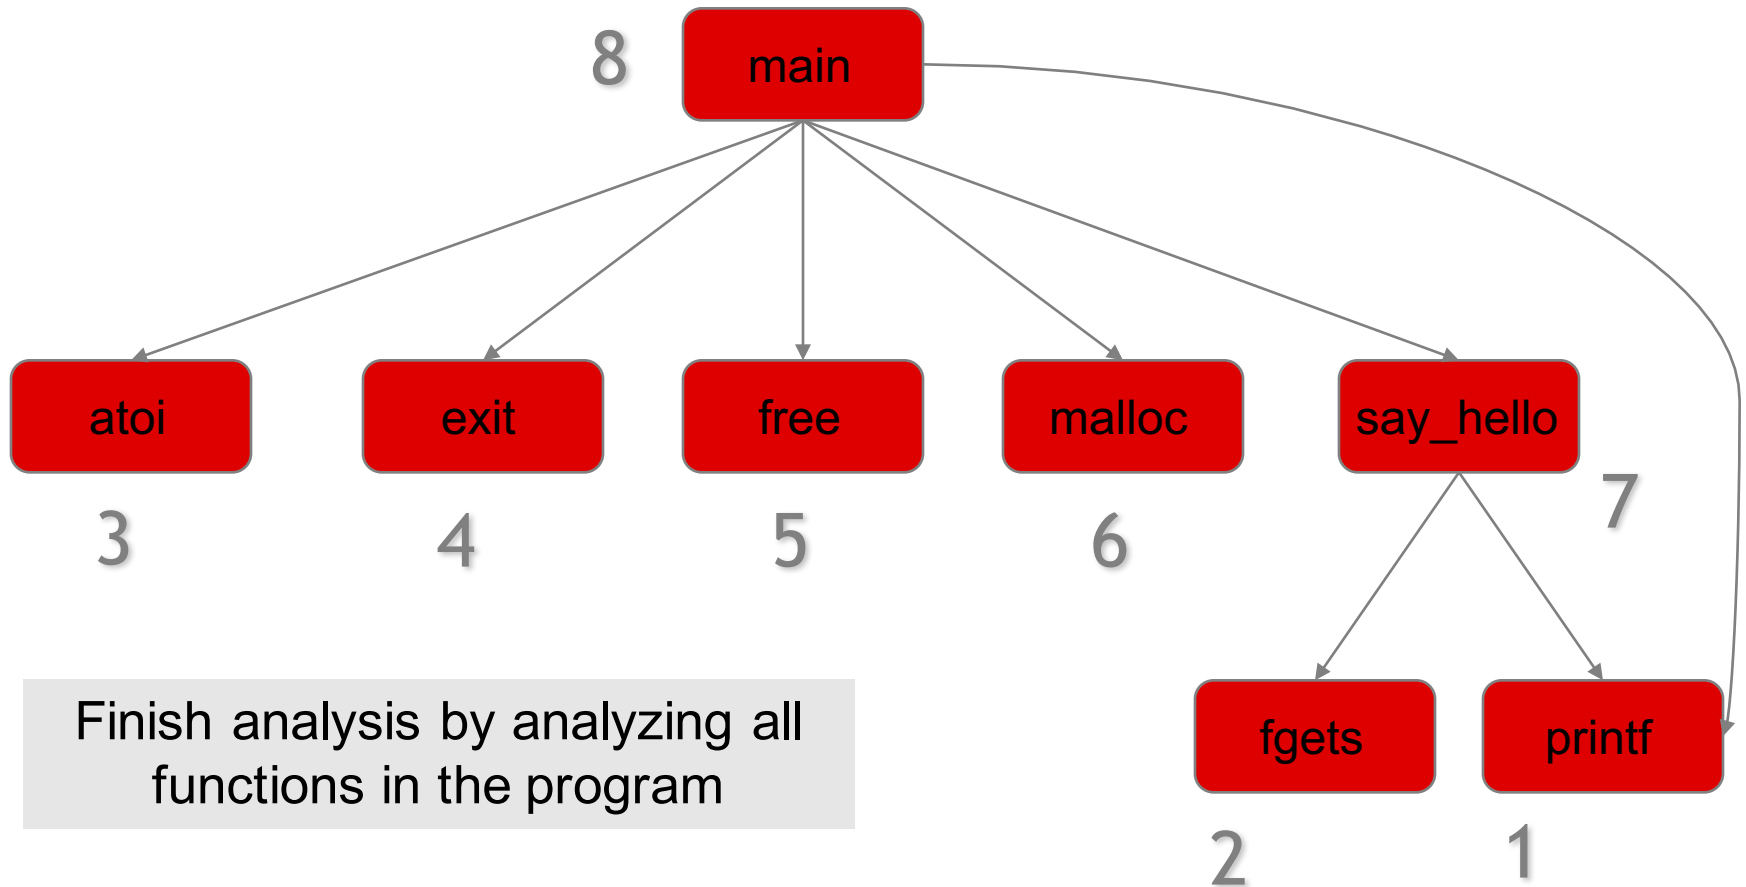 8
main
atoi
exit
free
malloc
say_hello
3
4
5
6
7
Finish analysis by analyzing all
functions in the program
fgets
printf
2
1